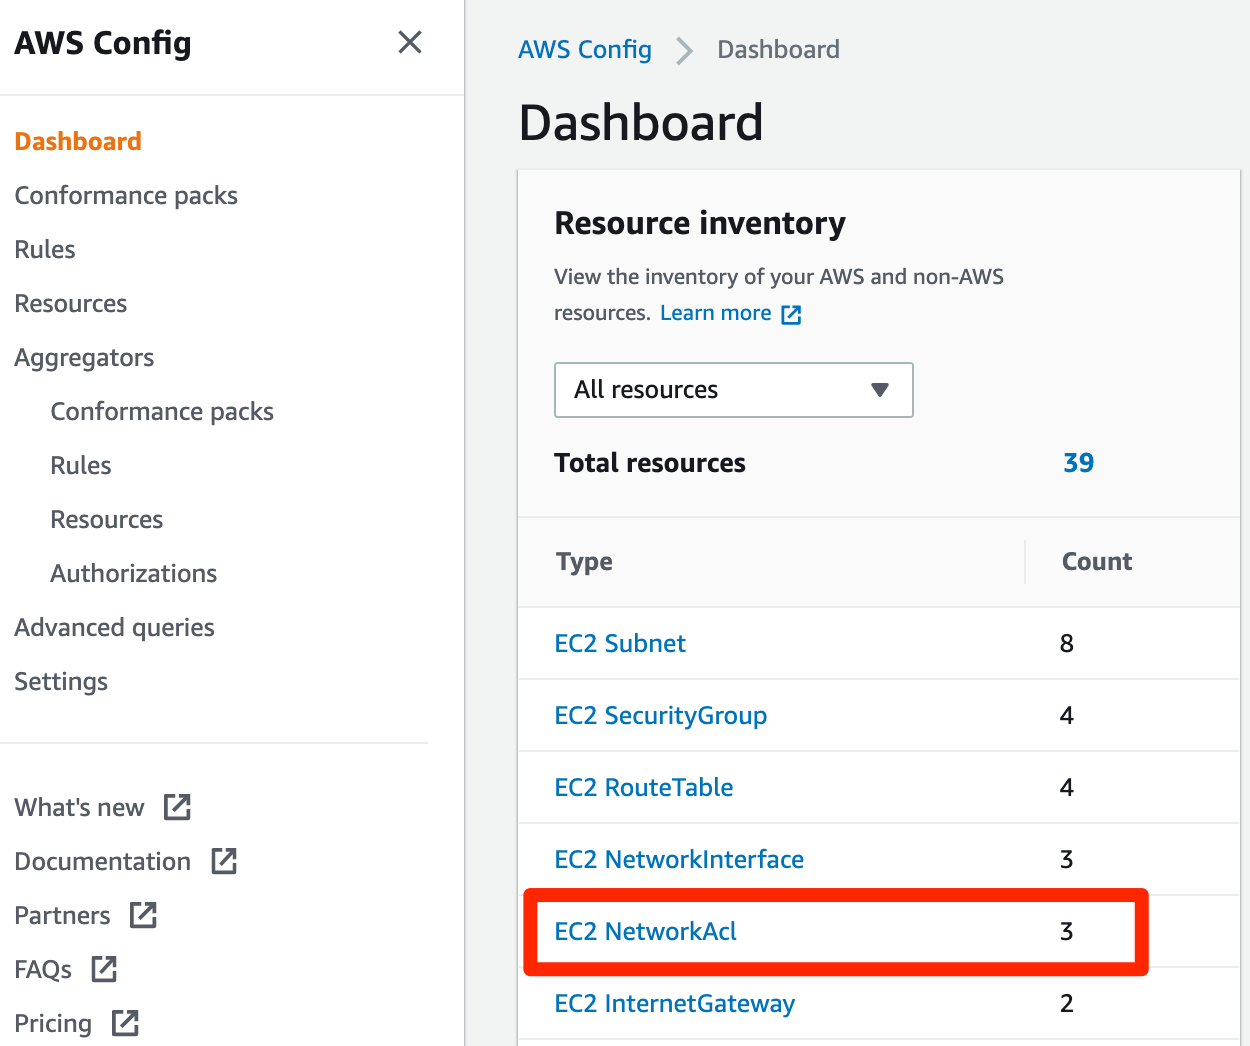 AWS Config
Dashboard
Conformance packs
Rules
Resources
Aggregators
Conformance packs
Rules
Resources
Authorizations
Advanced queries
Settings
What's new
Documentation
Partners
FAQs
Pricing
AWS Config > Dashboard
Dashboard
Resource inventory
View the inventory of your AWS and non-AWS
resources. Learn more
All resources
Total resources 39
Type Count
EC2 Subnet 8
EC2 SecurityGroup 4
EC2 RouteTable 4
EC2 NetworkInterface 3
EC2 NetworkAcl 3
EC2 InternetGateway 2